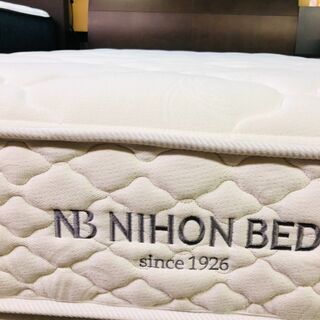 NB NIHON BED
since 1926